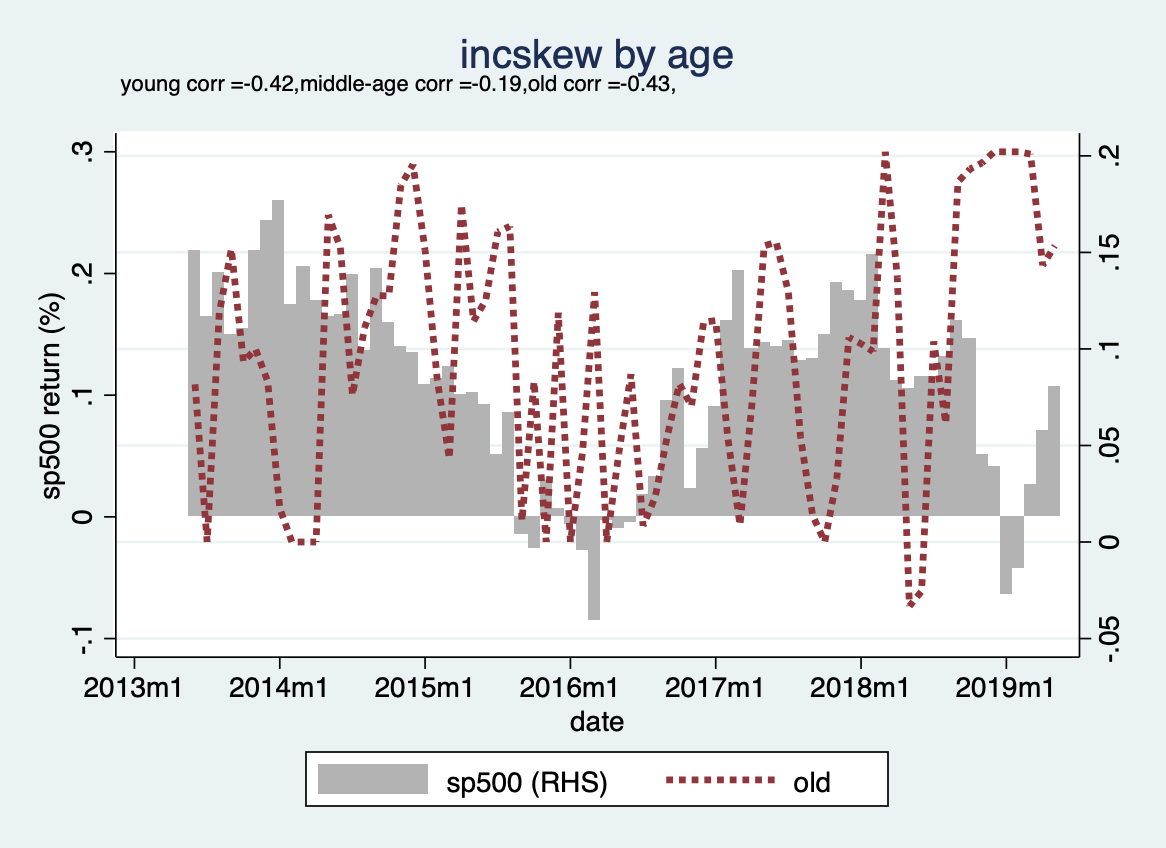 incskew by age
young corr =-0.42,middle-age corr =-0.19,old corr =-0.43,
sp500 return (%)
.3
.2
.1
0
-.1
.2
.15
.1
.05
0
-.05
2013m1 2014m1 2015m1 2016m1 2017m1 2018m1 2019m1
date
sp500 (RHS) old